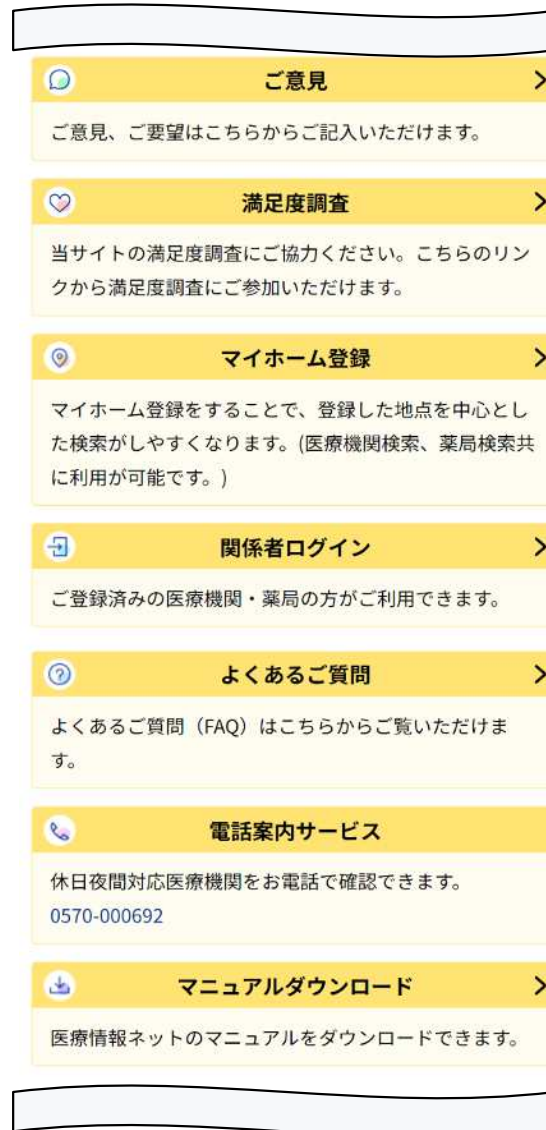 ご意見
ご意見、ご要望はこちらからご記入いただけます。
満足度調査
当サイトの満足度調査にご協力ください。こちらのリン
クから満足度調査にご参加いただけます。
マイホーム登録
マイホーム登録をすることで、登録した地点を中心とし
た検索がしやすくなります。(医療機関検索、薬局検索共
に利用が可能です。)
関係者ログイン
ご登録済みの医療機関・薬局の方がご利用できます。
よくあるご質問
よくあるご質問（FAQ）はこちらからご覧いただけま
す。
電話案内サービス
休日夜間対応医療機関をお電話で確認できます。
0570-000692
マニュアルダウンロード
医療情報ネットのマニュアルをダウンロードできます。